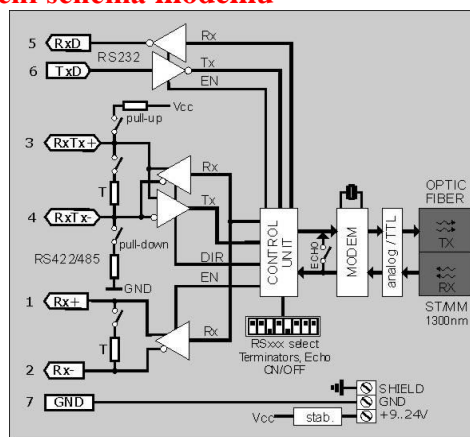 ení schéma modemu
5 RxD
RS232
Rx
6 TxD
Tx
EN
Vcc
pull-up
3 RxTx+
Rx
T
Tx
4 RxTx-
pull-down
RS422/485
DIR
GND
EN
1 Rx+
Rx
T
2 Rx-
7 GND
CONTROL
UNIT
ECHO
MODEM
analog/TTL
OPTIC
FIBER
TX
RX
ST/MM
1300nm
RSxxx select
Terminators, Echo
ON/OFF
SHIELD
GND
Vcc stab. +9..24V